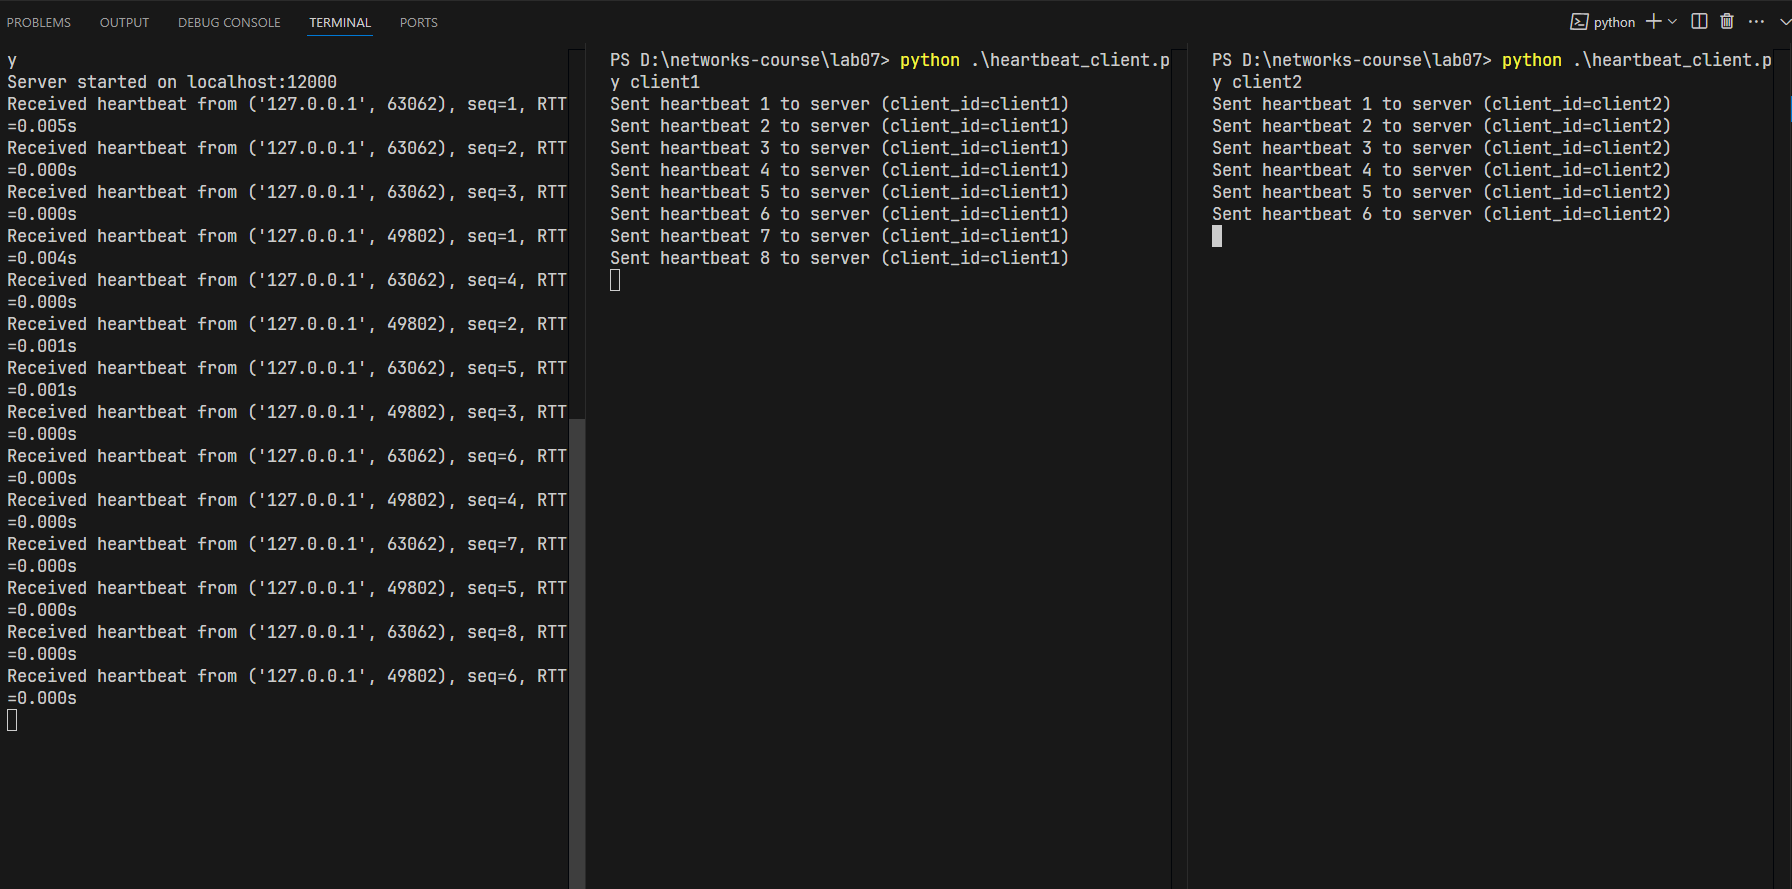 PROBLEMS OUTPUT DEBUG CONSOLE TERMINAL PORTS python
y
Server started on localhost:12000
Received heartbeat from ('127.0.0.1', 63062), seq=1, RTT
=0.005s
Received heartbeat from ('127.0.0.1', 63062), seq=2, RTT
=0.000s
Received heartbeat from ('127.0.0.1', 63062), seq=3, RTT
=0.000s
Received heartbeat from ('127.0.0.1', 49802), seq=1, RTT
=0.004s
Received heartbeat from ('127.0.0.1', 63062), seq=4, RTT
=0.000s
Received heartbeat from ('127.0.0.1', 49802), seq=2, RTT
=0.001s
Received heartbeat from ('127.0.0.1', 63062), seq=5, RTT
=0.001s
Received heartbeat from ('127.0.0.1', 49802), seq=3, RTT
=0.000s
Received heartbeat from ('127.0.0.1', 63062), seq=6, RTT
=0.000s
Received heartbeat from ('127.0.0.1', 49802), seq=4, RTT
=0.000s
Received heartbeat from ('127.0.0.1', 63062), seq=7, RTT
=0.000s
Received heartbeat from ('127.0.0.1', 49802), seq=5, RTT
=0.000s
Received heartbeat from ('127.0.0.1', 63062), seq=8, RTT
=0.000s
Received heartbeat from ('127.0.0.1', 49802), seq=6, RTT
=0.000s
PS D:\networks-course\lab07> python .\heartbeat_client.p
y client1
Sent heartbeat 1 to server (client_id=client1)
Sent heartbeat 2 to server (client_id=client1)
Sent heartbeat 3 to server (client_id=client1)
Sent heartbeat 4 to server (client_id=client1)
Sent heartbeat 5 to server (client_id=client1)
Sent heartbeat 6 to server (client_id=client1)
Sent heartbeat 7 to server (client_id=client1)
Sent heartbeat 8 to server (client_id=client1)
PS D:\networks-course\lab07> python .\heartbeat_client.p
y client2
Sent heartbeat 1 to server (client_id=client2)
Sent heartbeat 2 to server (client_id=client2)
Sent heartbeat 3 to server (client_id=client2)
Sent heartbeat 4 to server (client_id=client2)
Sent heartbeat 5 to server (client_id=client2)
Sent heartbeat 6 to server (client_id=client2)